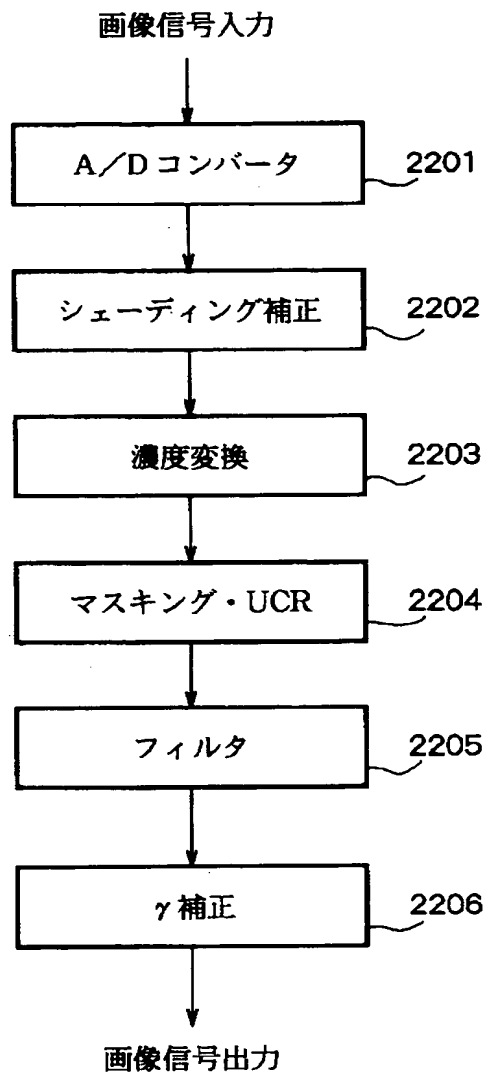 画像信号入力
A／Dコンバータ 2201
シェーディング補正 2202
濃度変換 2203
マスキング・UCR 2204
フィルタ 2205
γ補正 2206
画像信号出力